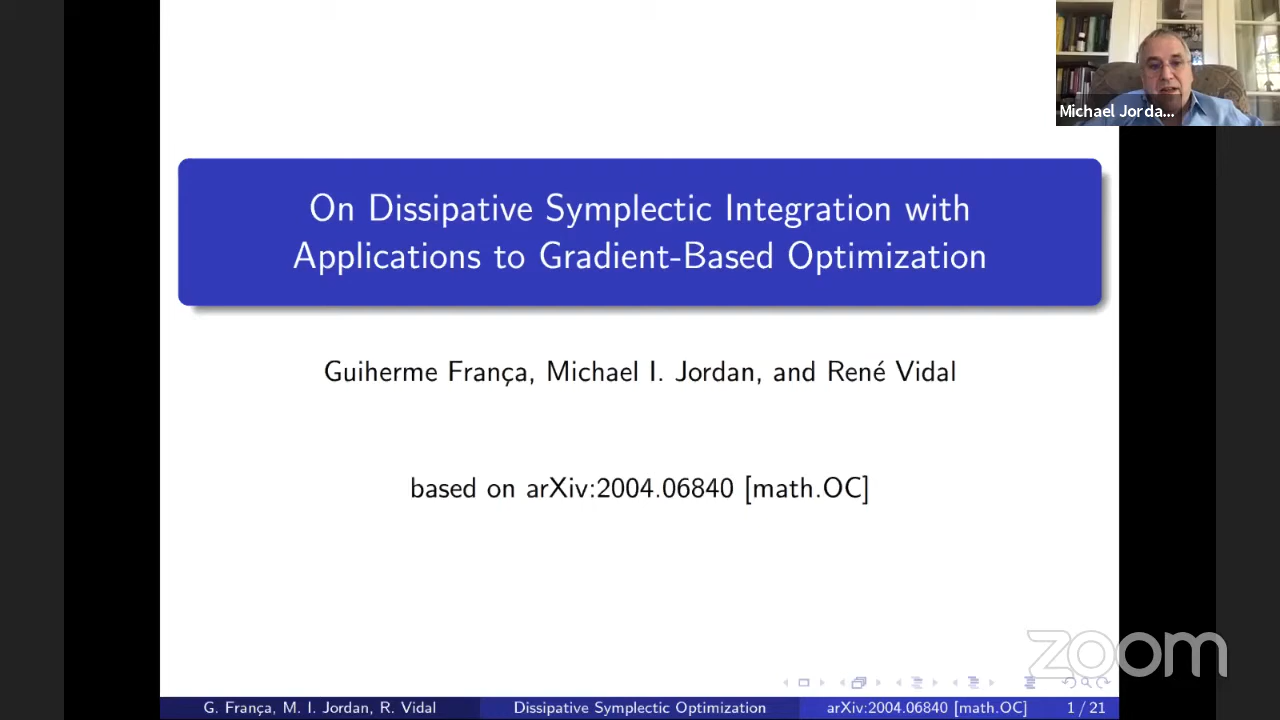 Michael Jorda...
On Dissipative Symplectic Integration with
Applications to Gradient-Based Optimization
Guiherme França, Michael I. Jordan, and René Vidal
based on arXiv:2004.06840 [math.OC]
zoom
G. França, M. I. Jordan, R. Vidal
Dissipative Symplectic Optimization
arXiv:2004.06840 [math.OC]
1 / 21